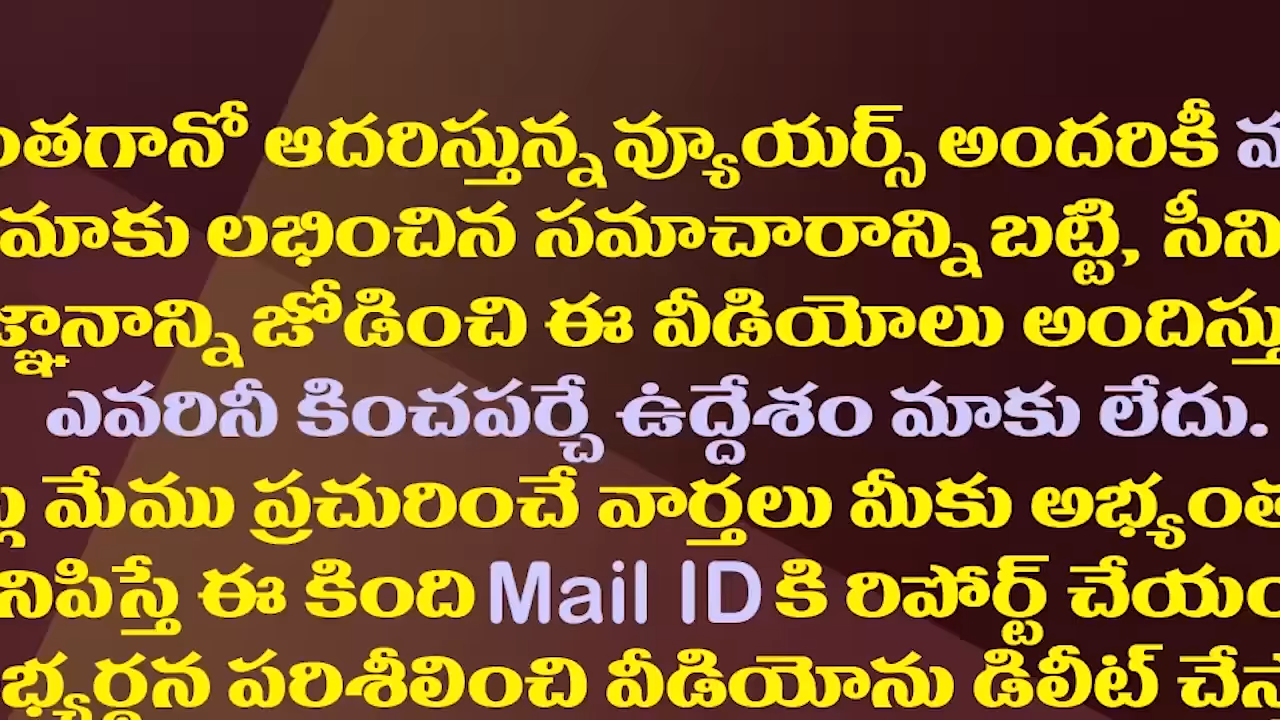 ంతగానో ఆదరిస్తున్న వ్యూయర్స్ అందరికీ
మాకు లభించిన సమాచారాన్ని బట్టి, సీని
జ్ఞానాన్ని జోడించి ఈ వీడియోలు అందిస్తు
ఎవరినీ కించపర్చే ఉద్దేశం మాకు లేదు.
మేము ప్రచురించే వార్తలు మీకు అభ్యంత
నిపిస్తే ఈ కింది Mail ID కి రిపోర్ట్ చేయం
భ్యర్థన పరిశీలించి వీడియోను డిలీట్ చేస